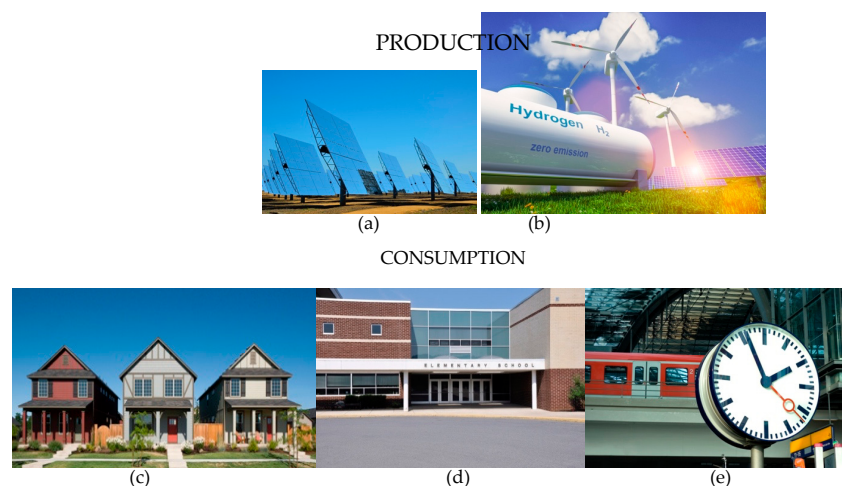 PRODUCTION
Hydrogen H₂
zero emission
(a)
(b)
CONSUMPTION
ELEMENTARY SCHOOL
(c)
(d)
(e)